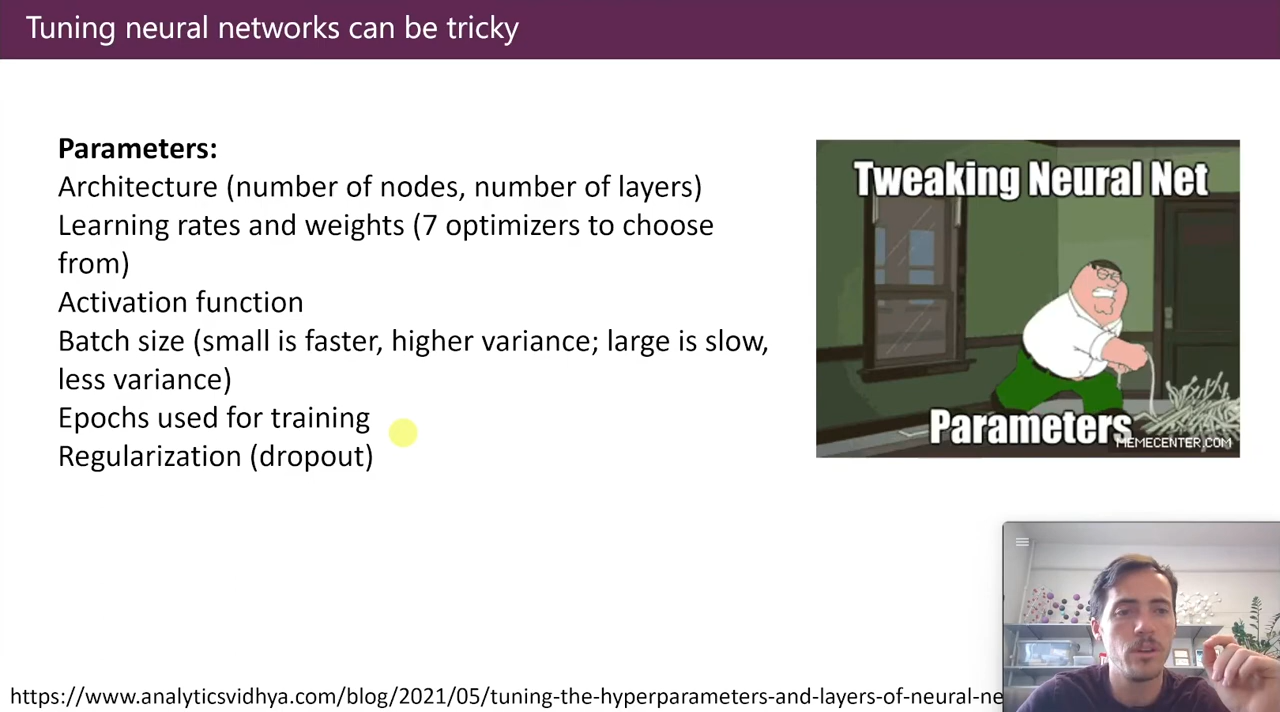 Tuning neural networks can be tricky
Parameters:
Architecture (number of nodes, number of layers)
Learning rates and weights (7 optimizers to choose
from)
Activation function
Batch size (small is faster, higher variance; large is slow,
less variance)
Epochs used for training
Regularization (dropout)
Tweaking Neural Net
Parameters
MEMECENTER.COM
https://www.analyticsvidhya.com/blog/2021/05/tuning-the-hyperparameters-and-layers-of-neural-ne